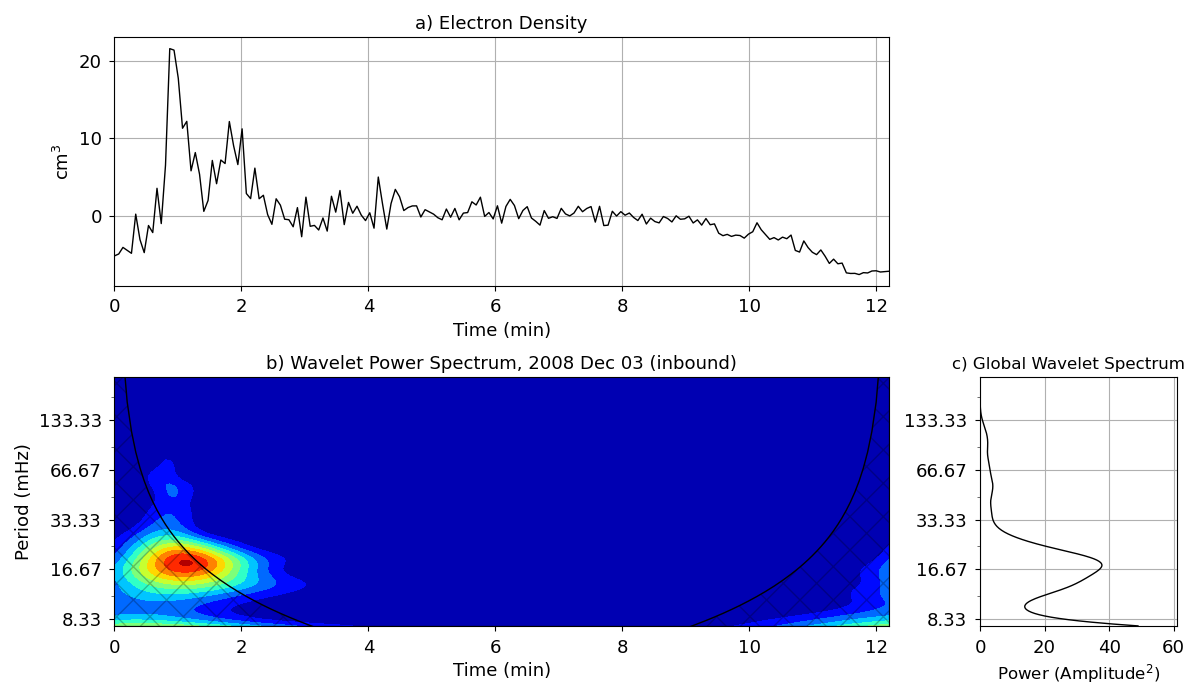 a) Electron Density
20
10
0
cm³
0 2 4 6 8 10 12
Time (min)
b) Wavelet Power Spectrum, 2008 Dec 03 (inbound)
133.33
66.67
33.33
16.67
8.33
Period (mHz)
0 2 4 6 8 10 12
Time (min)
c) Global Wavelet Spectrum
133.33
66.67
33.33
16.67
8.33
0 20 40 60
Power (Amplitude²)